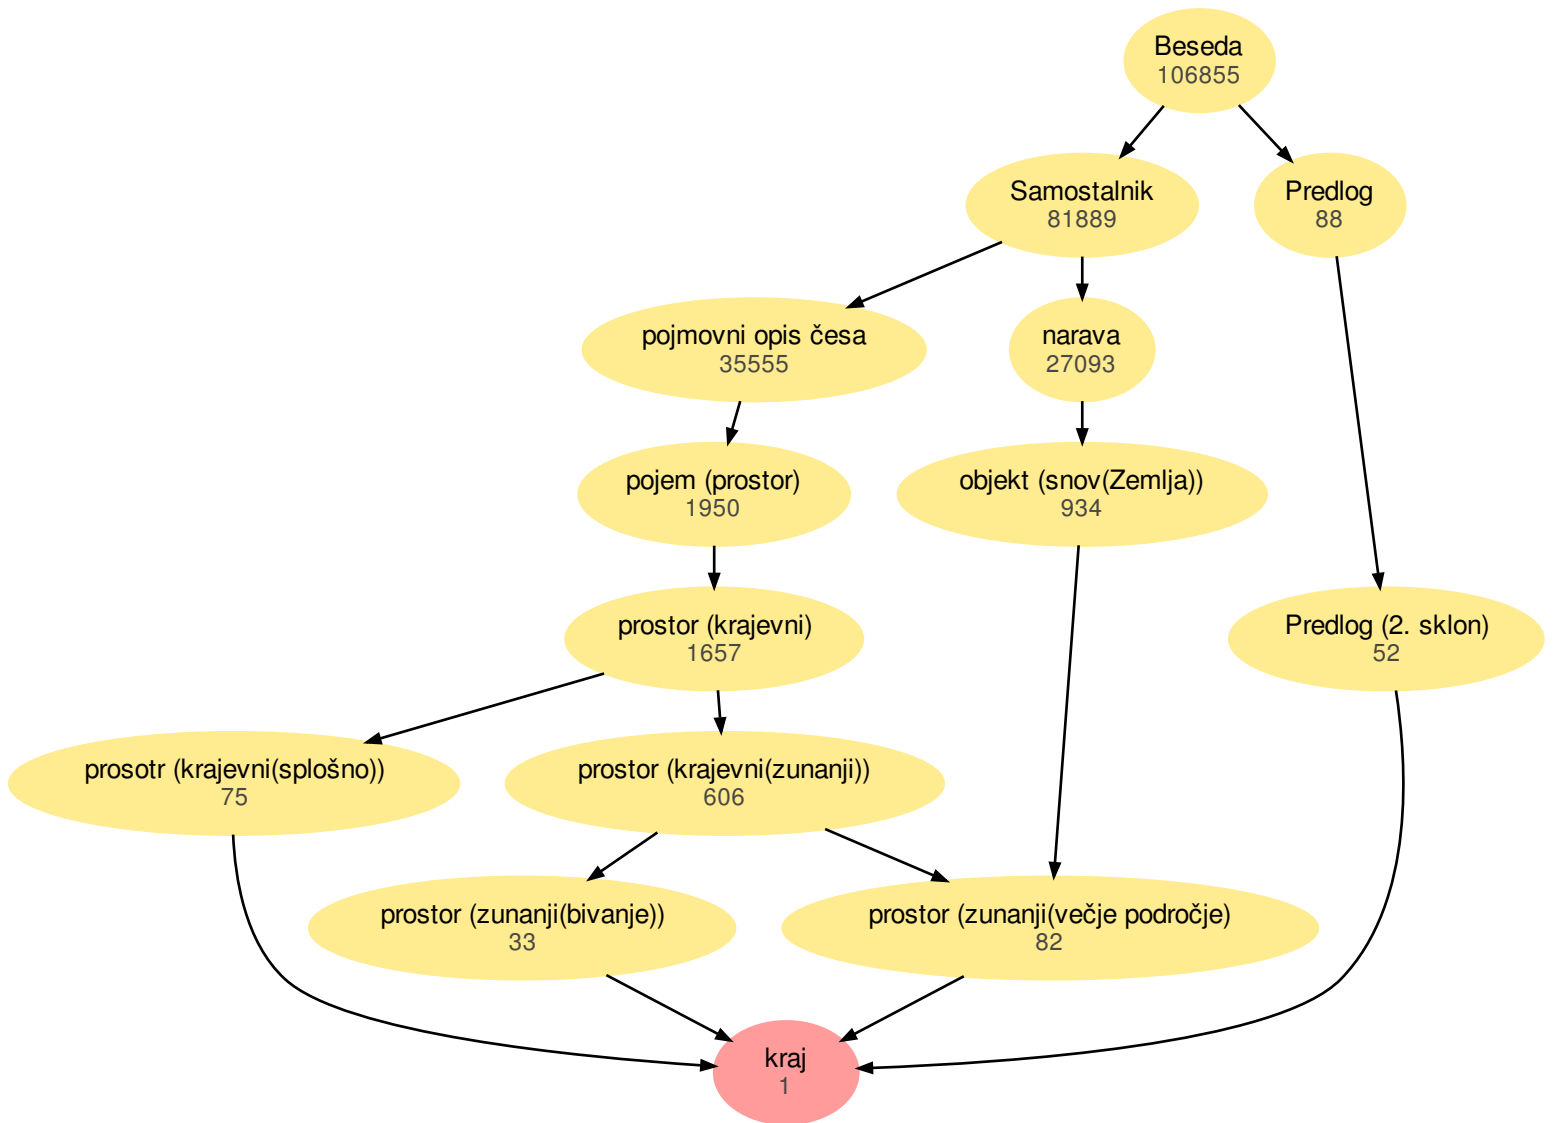 Beseda
106855
Samostalnik
81889
Predlog
88
pojmovni opis česa
35555
narava
27093
pojem (prostor)
1950
objekt (snov(Zemlja))
934
prostor (krajevni)
1657
Predlog (2. sklon)
52
prosotr (krajevni(splošno))
75
prostor (krajevni(zunanji))
606
prostor (zunanji(bivanje))
33
prostor (zunanji(večje področje)
82
kraj
1